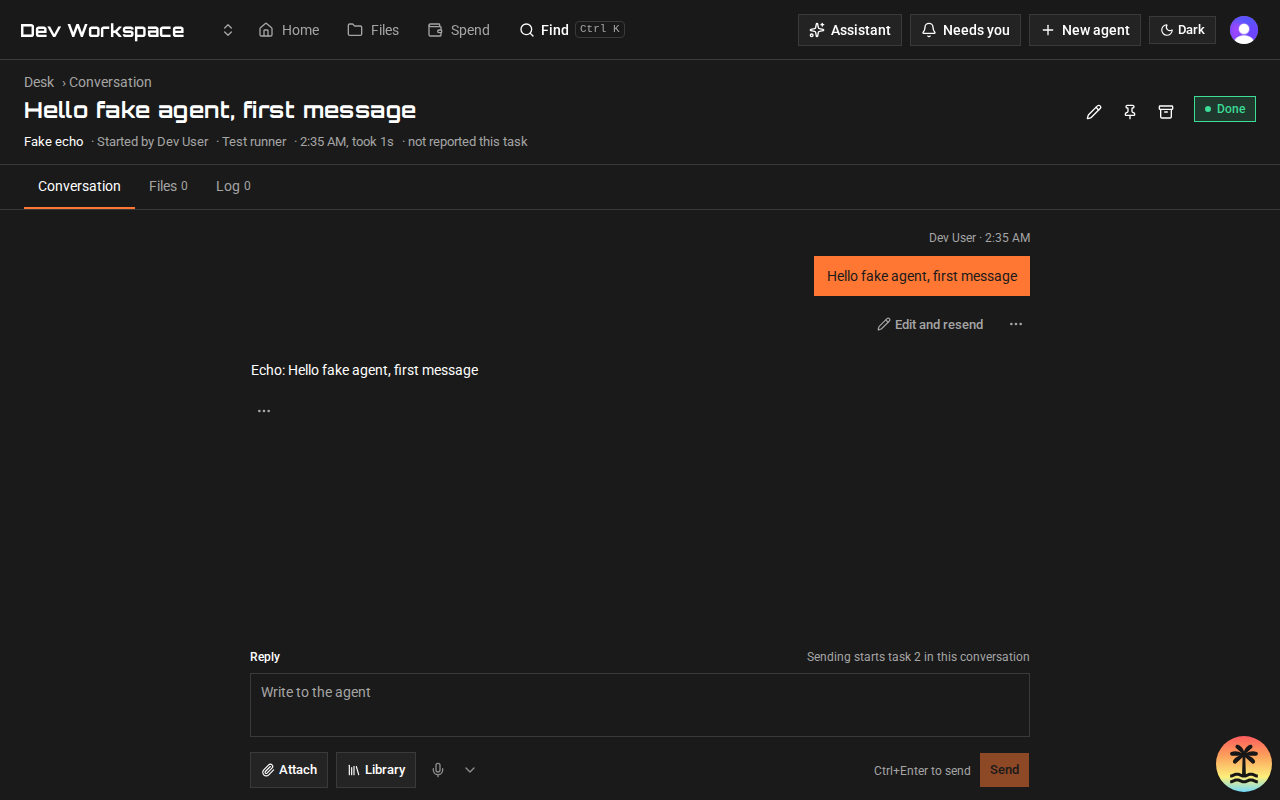 Dev Workspace Home Files Spend Find Ctrl K Assistant Needs you New agent Dark
Desk › Conversation
Hello fake agent, first message
Done
Fake echo · Started by Dev User · Test runner · 2:35 AM, took 1s · not reported this task
Conversation Files 0 Log 0
Dev User · 2:35 AM
Hello fake agent, first message
Edit and resend
Echo: Hello fake agent, first message
Reply Sending starts task 2 in this conversation
Write to the agent
Attach Library Ctrl+Enter to send Send